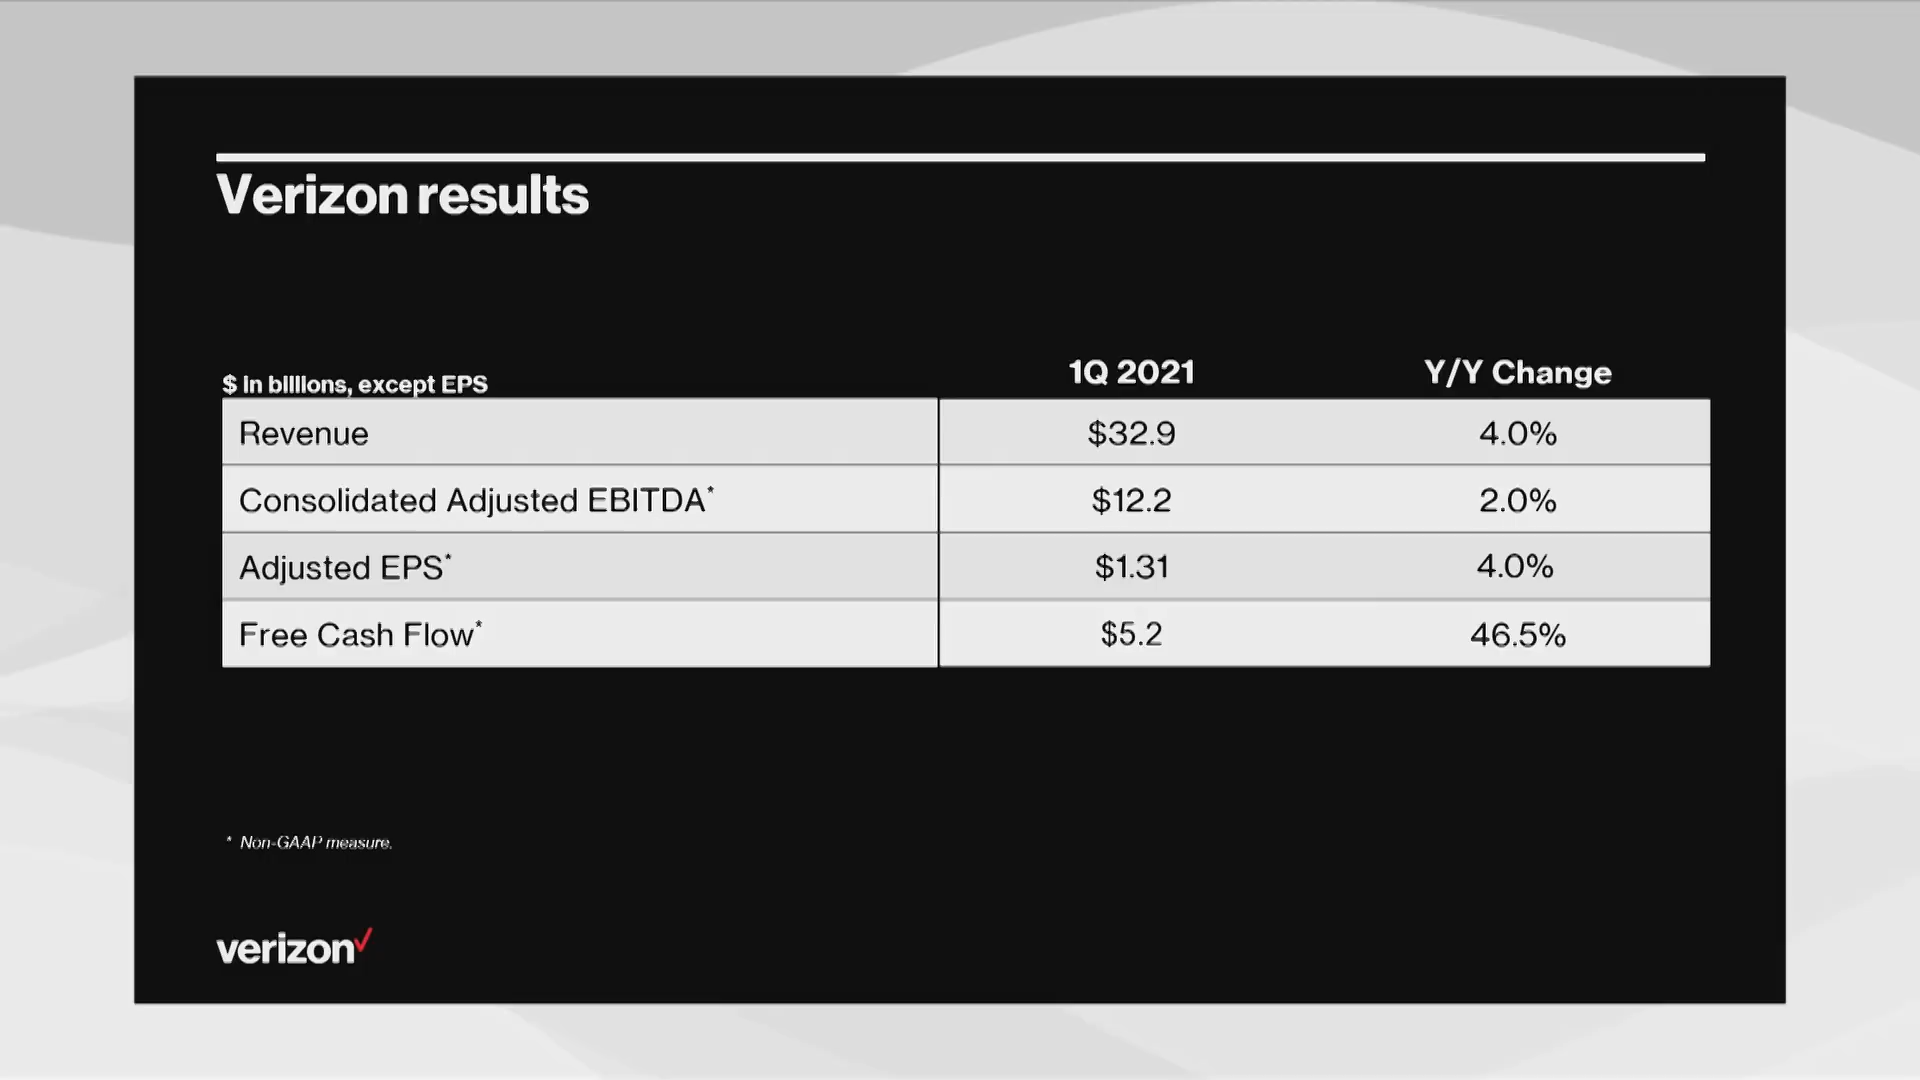 Verizon results
$ in billions, except EPS 1Q 2021 Y/Y Change
Revenue $32.9 4.0%
Consolidated Adjusted EBITDA* $12.2 2.0%
Adjusted EPS* $1.31 4.0%
Free Cash Flow* $5.2 46.5%
* Non-GAAP measure.
verizon